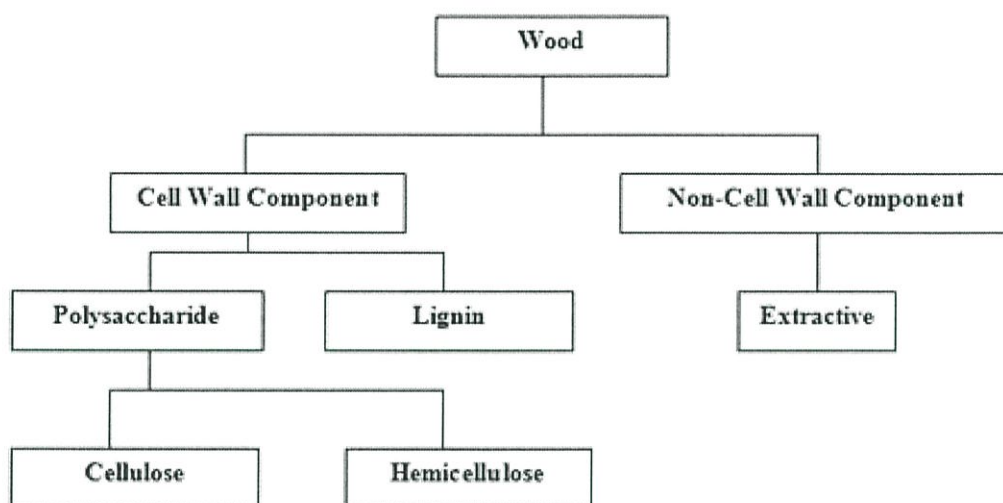 Wood
Cell Wall Component
Non-Cell Wall Component
Polysaccharide
Lignin
Extractive
Cellulose
Hemicellulose